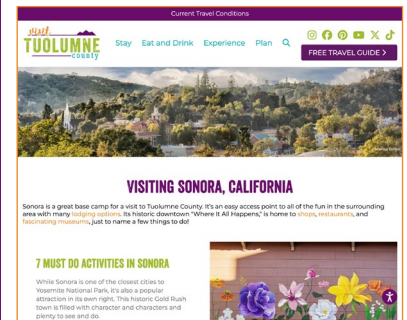 Current Travel Conditions
visit
TUOLUMNE
county
Stay Eat and Drink Experience Plan
FREE TRAVEL GUIDE >
VISITING SONORA, CALIFORNIA
Sonora is a great base camp for a visit to Tuolumne County. It's an easy access point to all of the fun in the surrounding
area with many lodging options. Its historic downtown "Where It All Happens," is home to shops, restaurants, and
fascinating museums, just to name a few things to do!
7 MUST DO ACTIVITIES IN SONORA
While Sonora is one of the closest cities to
Yosemite National Park, it's also a popular
attraction in its own right. This historic Gold Rush
town is filled with character and characters and
plenty to see and do.